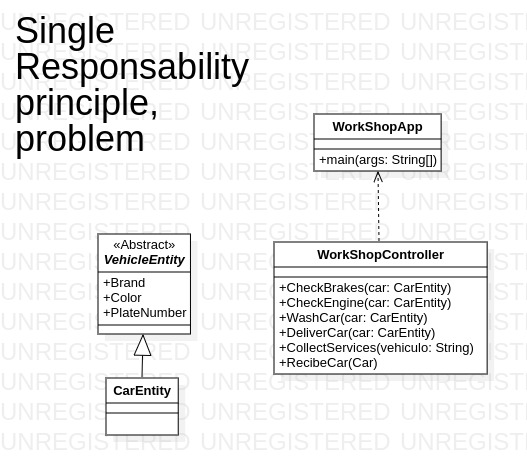 Single
Responsability
principle,
problem
WorkShopApp
+main(args: String[])
«Abstract»
VehicleEntity
+Brand
+Color
+PlateNumber
CarEntity
WorkShopController
+CheckBrakes(car: CarEntity)
+CheckEngine(car: CarEntity)
+WashCar(car: CarEntity)
+DeliverCar(car: CarEntity)
+CollectServices(vehiculo: String)
+RecibeCar(Car)
UNREGISTERED UNREGISTERED UNREGISTERED